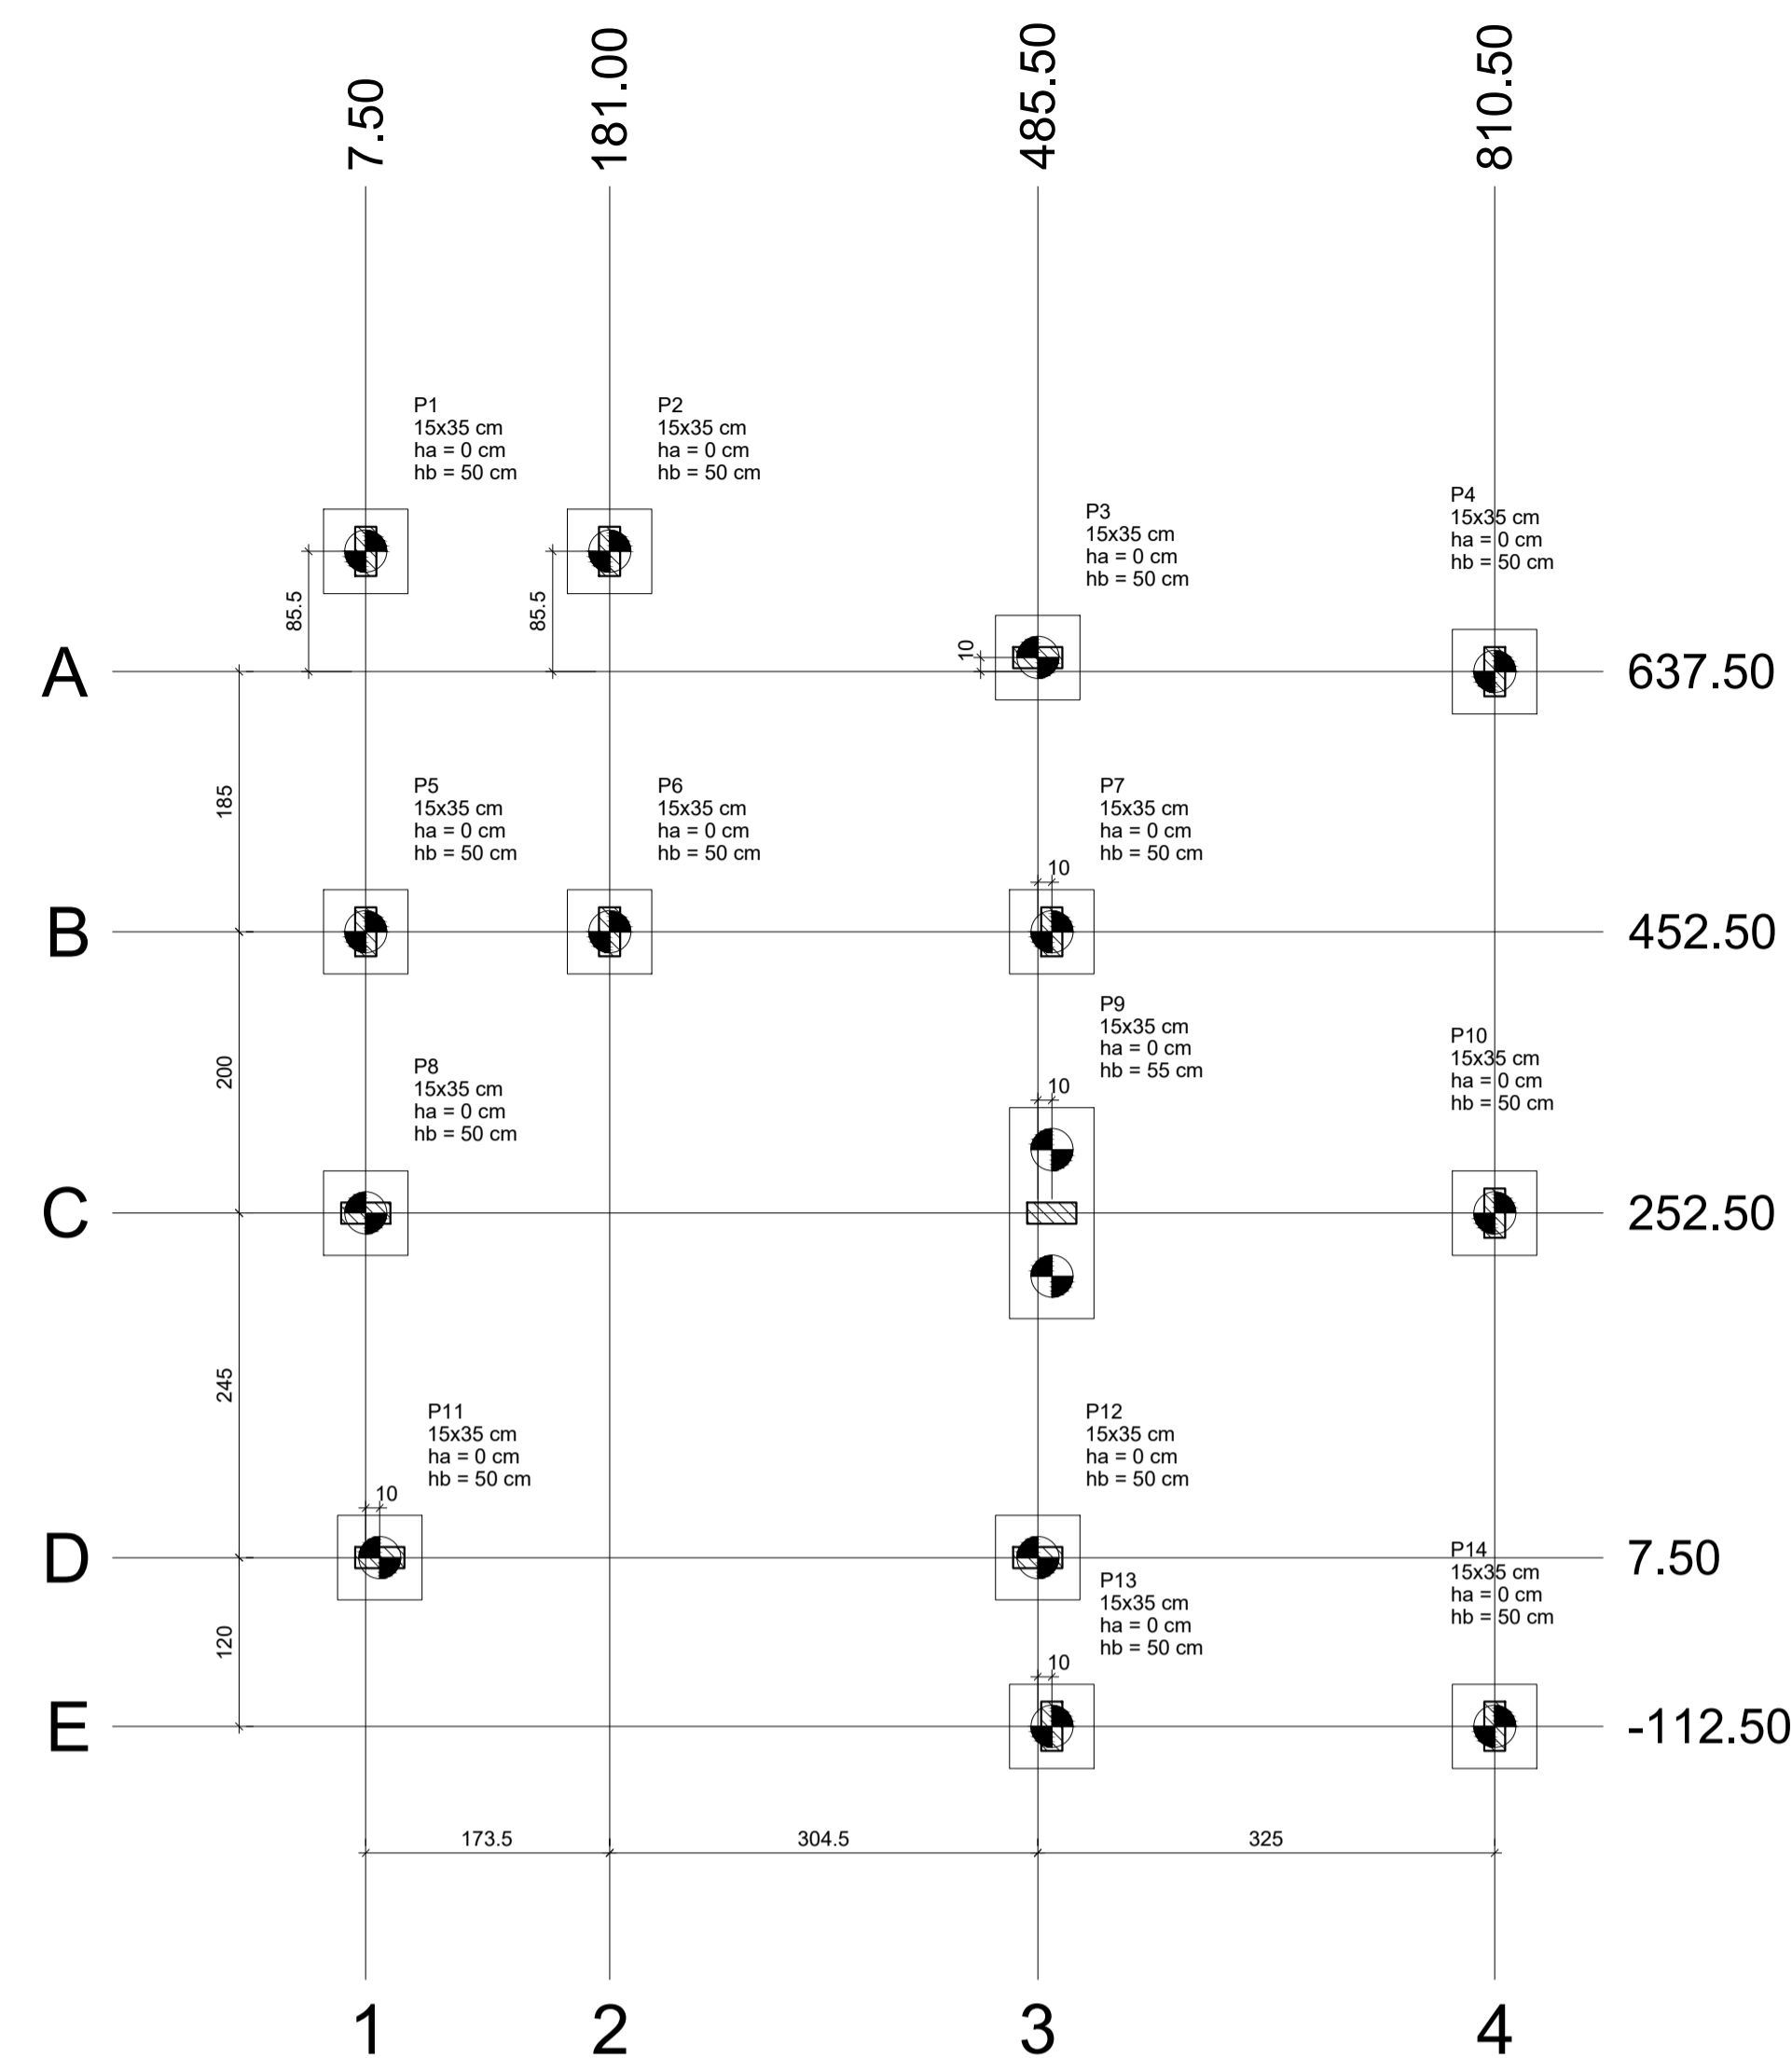 7.50
181.00
485.50
810.50
P1
15x35 cm
ha = 0 cm
hb = 50 cm
P2
15x35 cm
ha = 0 cm
hb = 50 cm
P3
15x35 cm
ha = 0 cm
hb = 50 cm
P4
15x35 cm
ha = 0 cm
hb = 50 cm
85.5
85.5
10
A
637.50
185
P5
15x35 cm
ha = 0 cm
hb = 50 cm
P6
15x35 cm
ha = 0 cm
hb = 50 cm
P7
15x35 cm
ha = 0 cm
hb = 50 cm
10
B
452.50
200
P8
15x35 cm
ha = 0 cm
hb = 50 cm
P9
15x35 cm
ha = 0 cm
hb = 55 cm
10
P10
15x35 cm
ha = 0 cm
hb = 50 cm
C
252.50
245
P11
15x35 cm
ha = 0 cm
hb = 50 cm
10
P12
15x35 cm
ha = 0 cm
hb = 50 cm
D
7.50
120
P13
15x35 cm
ha = 0 cm
hb = 50 cm
10
P14
15x35 cm
ha = 0 cm
hb = 50 cm
E
-112.50
173.5
304.5
325
1
2
3
4